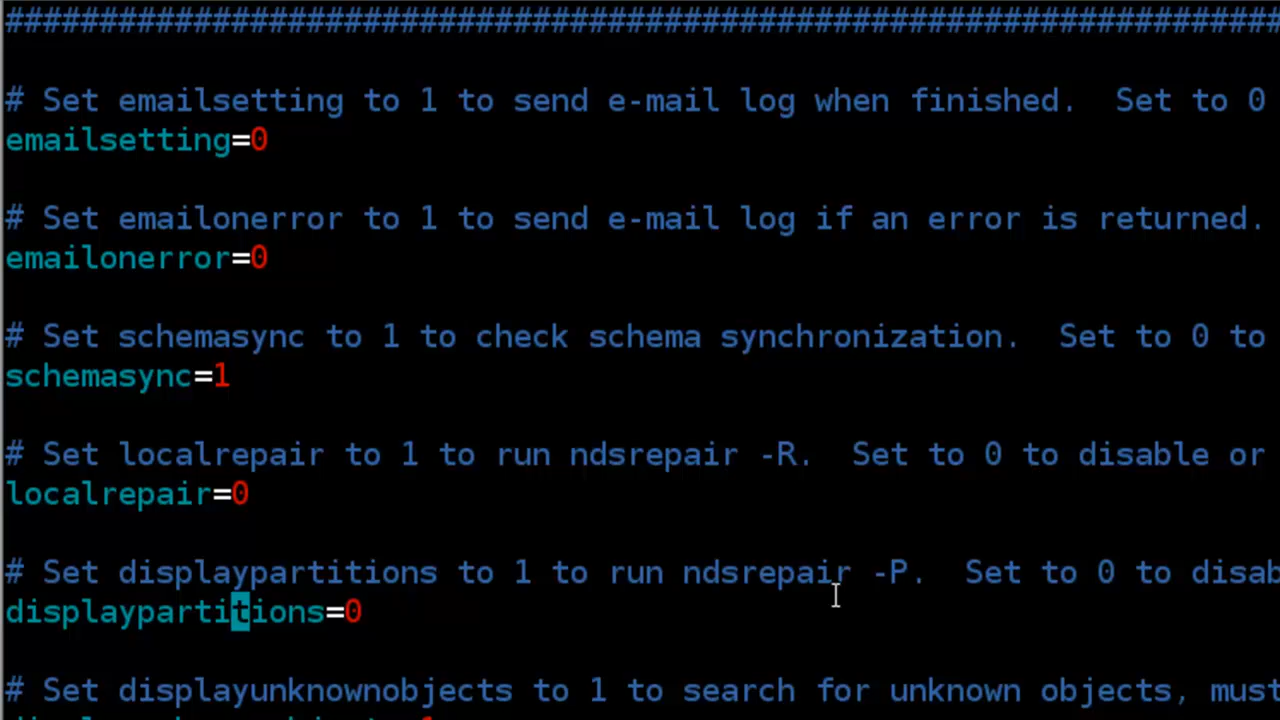 ####################################################################
# Set emailsetting to 1 to send e-mail log when finished.  Set to 0
emailsetting=0
# Set emailonerror to 1 to send e-mail log if an error is returned.
emailonerror=0
# Set schemasync to 1 to check schema synchronization.  Set to 0 to
schemasync=1
# Set localrepair to 1 to run ndsrepair -R.  Set to 0 to disable or
localrepair=0
# Set displaypartitions to 1 to run ndsrepair -P.  Set to 0 to disab
displaypartitions=0
# Set displayunknownobjects to 1 to search for unknown objects, must